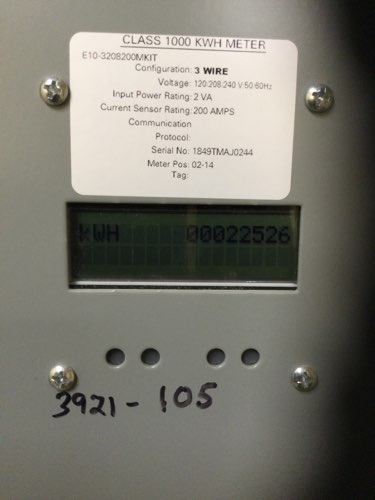 CLASS 1000 KWH METER
E10-3208200MKIT
Configuration: 3 WIRE
Voltage: 120:208:240 V:50:60Hz
Input Power Rating: 2 VA
Current Sensor Rating: 200 AMPS
Communication
Protocol:
Serial No: 1849TMAJ0244
Meter Pos: 02-14
Tag:
kWH 00022526
3921-105